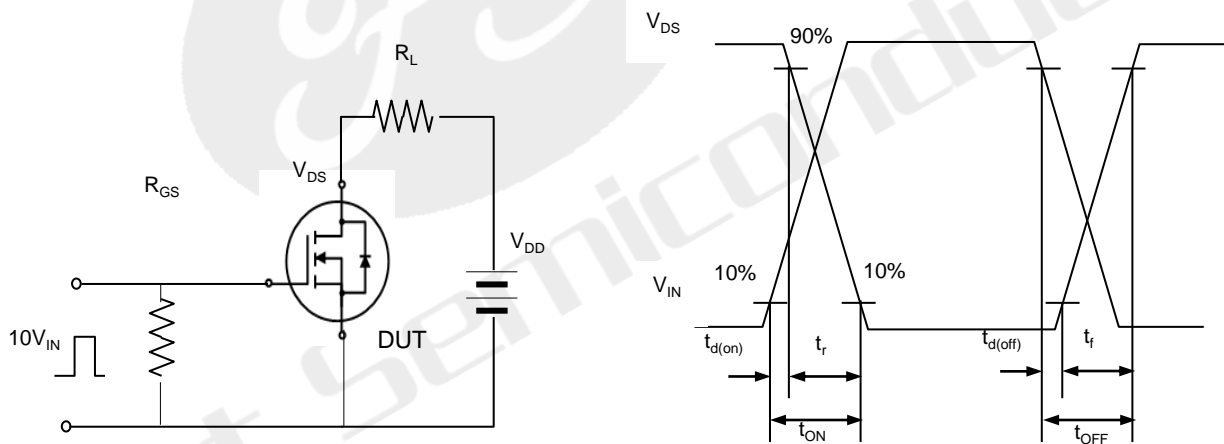 R_L
V_DS
R_GS
V_DD
10V_IN
DUT
V_DS
90%
10%
10%
V_IN
t_d(on)
t_r
t_d(off)
t_f
t_ON
t_OFF